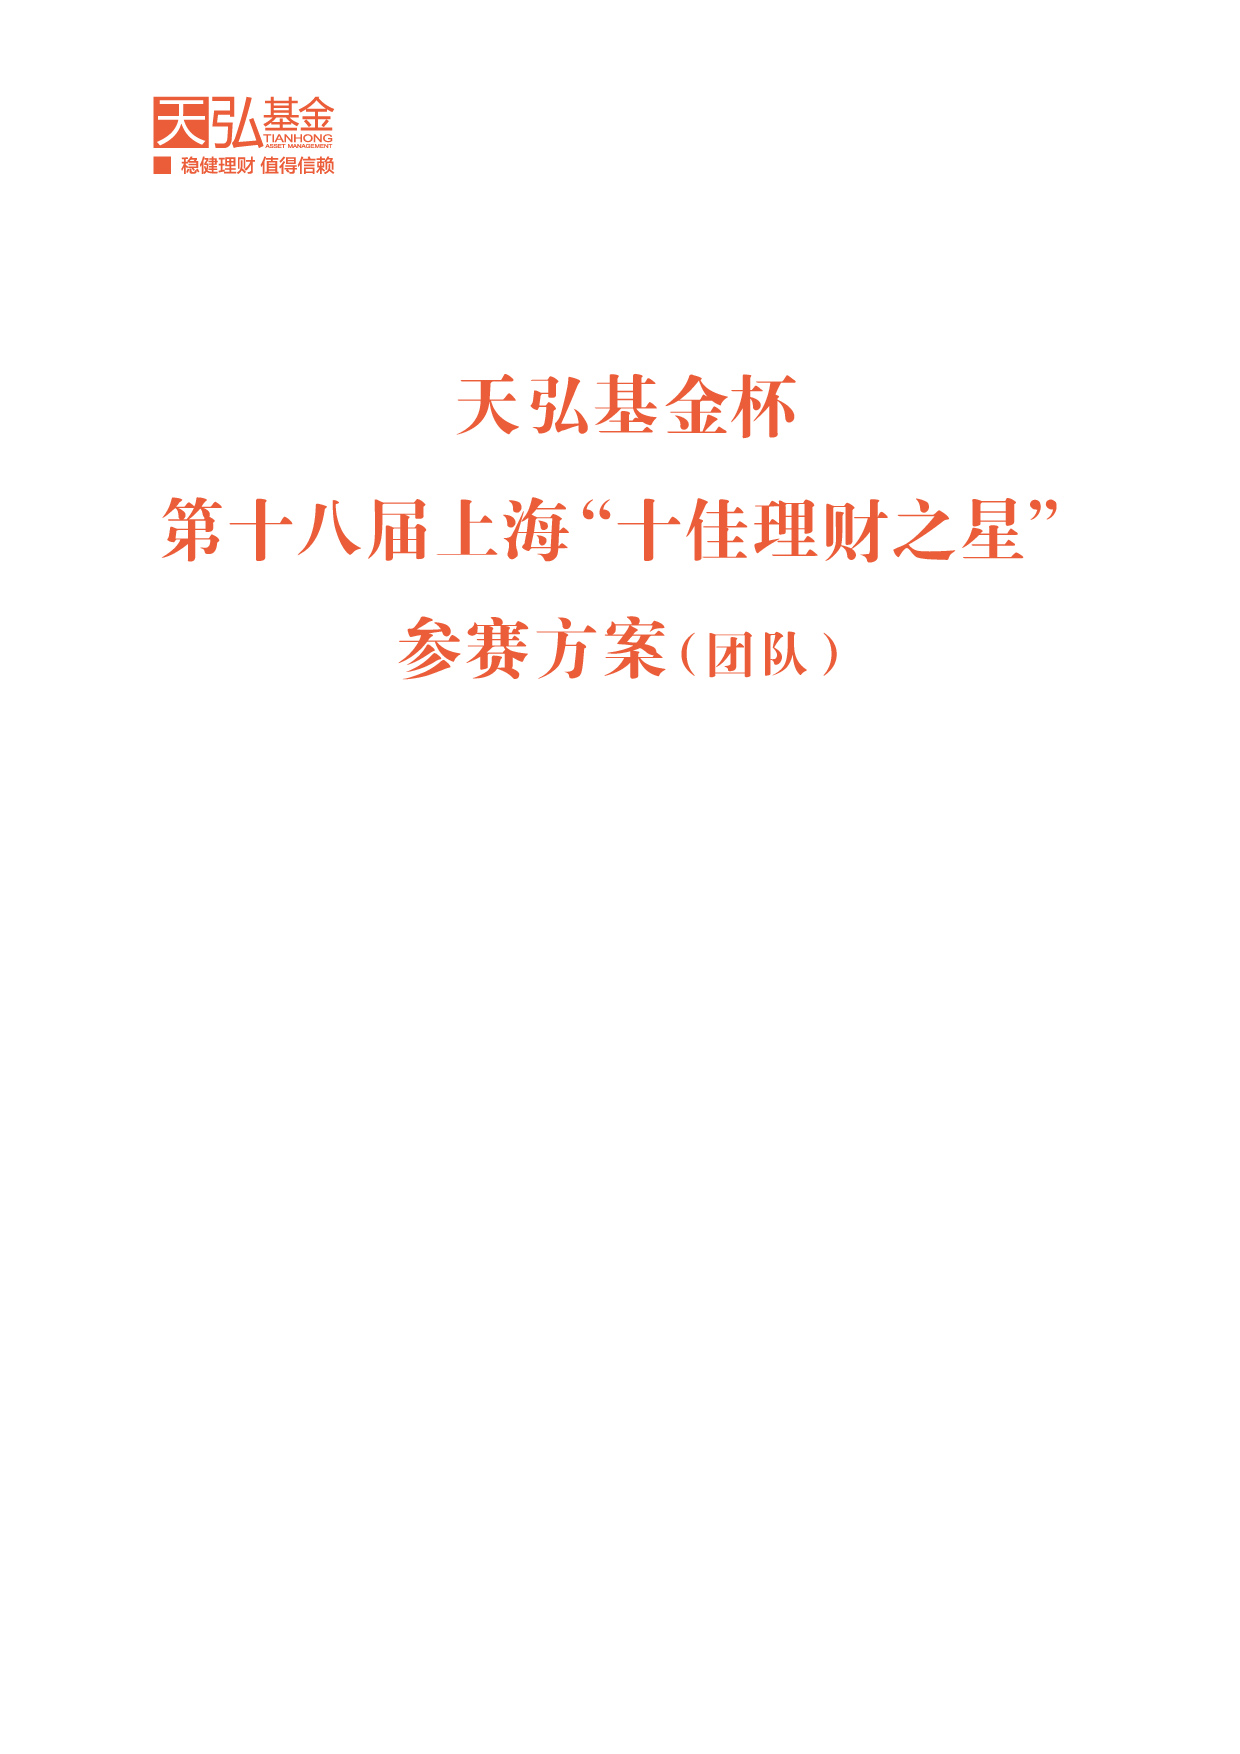 天弘基金
TIANHONG
ASSET MANAGEMENT
稳健理财 值得信赖
天弘基金杯
第十八届上海“十佳理财之星”
参赛方案（团队）